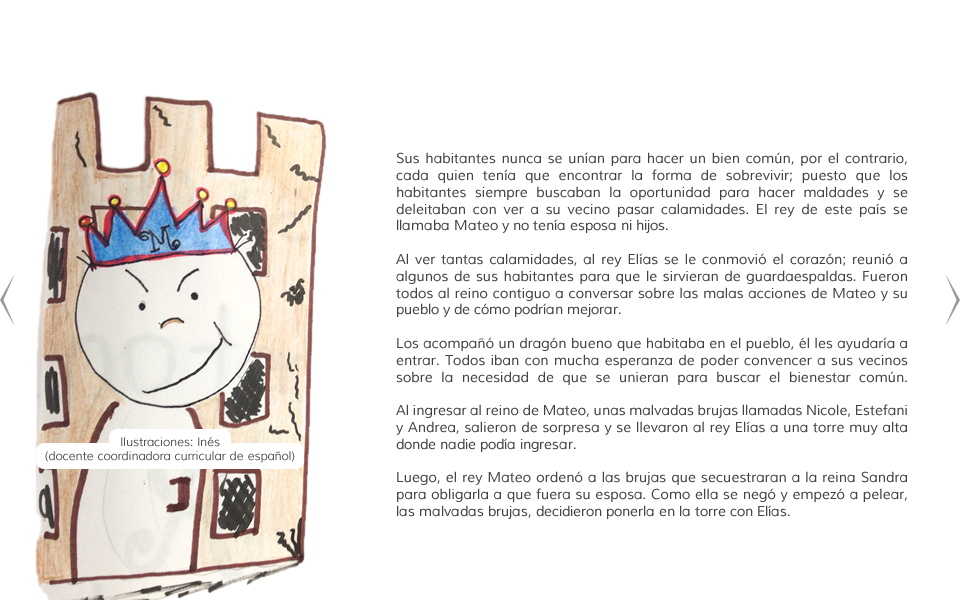 M
Ilustraciones: Inés
(docente coordinadora curricular de español)
Sus habitantes nunca se unían para hacer un bien común, por el contrario,
cada quien tenía que encontrar la forma de sobrevivir; puesto que los
habitantes siempre buscaban la oportunidad para hacer maldades y se
deleitaban con ver a su vecino pasar calamidades. El rey de este país se
llamaba Mateo y no tenía esposa ni hijos.
Al ver tantas calamidades, al rey Elías se le conmovió el corazón; reunió a
algunos de sus habitantes para que le sirvieran de guardaespaldas. Fueron
todos al reino contiguo a conversar sobre las malas acciones de Mateo y su
pueblo y de cómo podrían mejorar.
Los acompañó un dragón bueno que habitaba en el pueblo, él les ayudaría a
entrar. Todos iban con mucha esperanza de poder convencer a sus vecinos
sobre la necesidad de que se unieran para buscar el bienestar común.
Al ingresar al reino de Mateo, unas malvadas brujas llamadas Nicole, Estefani
y Andrea, salieron de sorpresa y se llevaron al rey Elías a una torre muy alta
donde nadie podía ingresar.
Luego, el rey Mateo ordenó a las brujas que secuestraran a la reina Sandra
para obligarla a que fuera su esposa. Como ella se negó y empezó a pelear,
las malvadas brujas, decidieron ponerla en la torre con Elías.